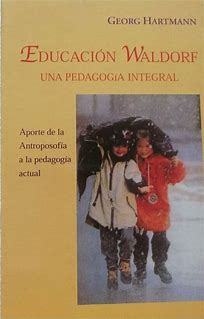 GEORG HARTMANN
EDUCACIÓN WALDORF
UNA PEDAGOGIA INTEGRAL
Aporte de la
Antroposofía
a la pedagogía
actual